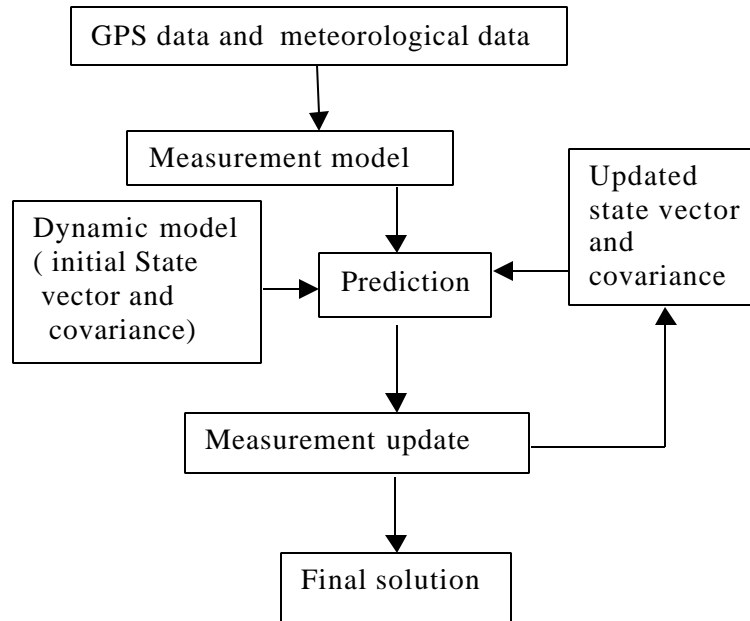 GPS data and meteorological data
Measurement model
Updated
state vector
and
covariance
Dynamic model
( initial State
vector and
covariance)
Prediction
Measurement update
Final solution